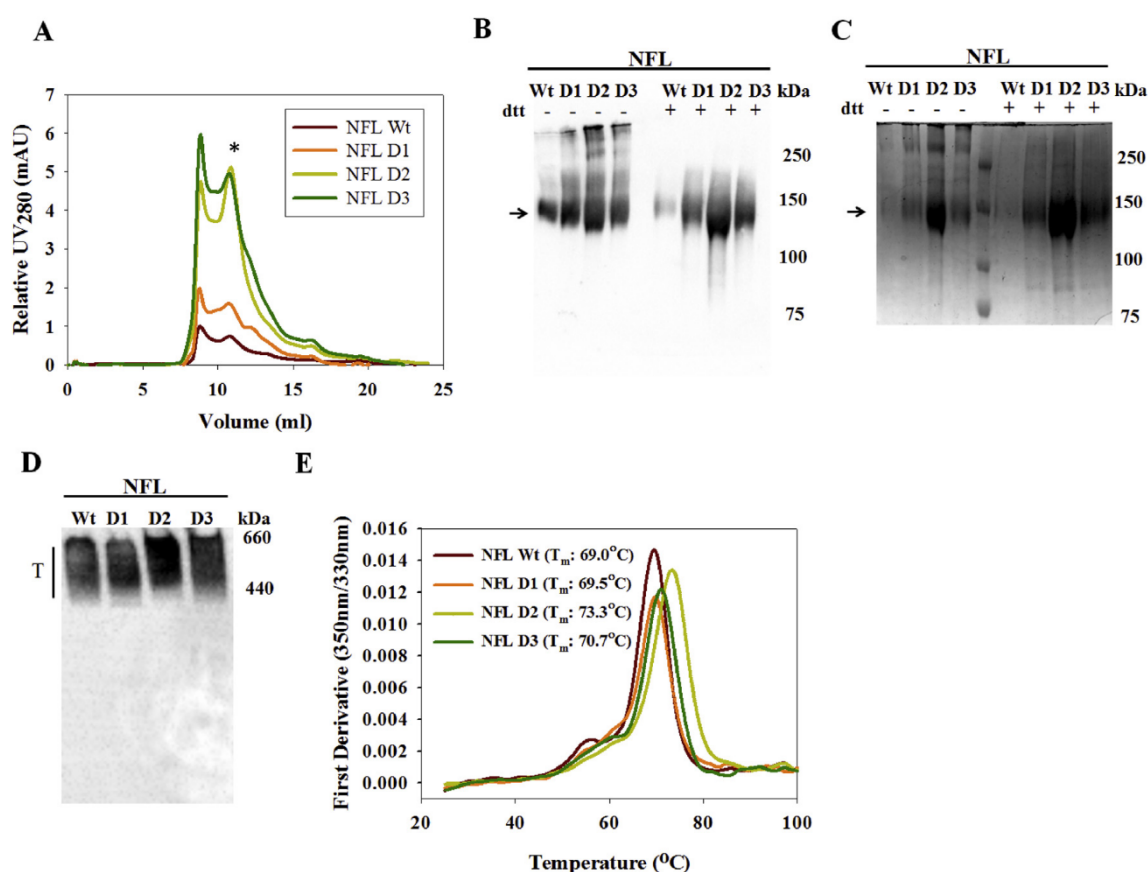 A
Relative UV280 (mAU)
7
6
5
4
3
2
1
0
*
NFL Wt
NFL D1
NFL D2
NFL D3
0 5 10 15 20 25
Volume (ml)
B
NFL
Wt D1 D2 D3 Wt D1 D2 D3 kDa
dtt - - - - + + + +
250
150
100
75
C
NFL
Wt D1 D2 D3 Wt D1 D2 D3 kDa
dtt - - - - + + + +
250
150
100
75
D
NFL
Wt D1 D2 D3 kDa
660
T
440
E
First Derivative (350nm/330nm)
0.016
0.014
0.012
0.010
0.008
0.006
0.004
0.002
0.000
NFL Wt (Tm: 69.0°C)
NFL D1 (Tm: 69.5°C)
NFL D2 (Tm: 73.3°C)
NFL D3 (Tm: 70.7°C)
20 40 60 80 100
Temperature (°C)